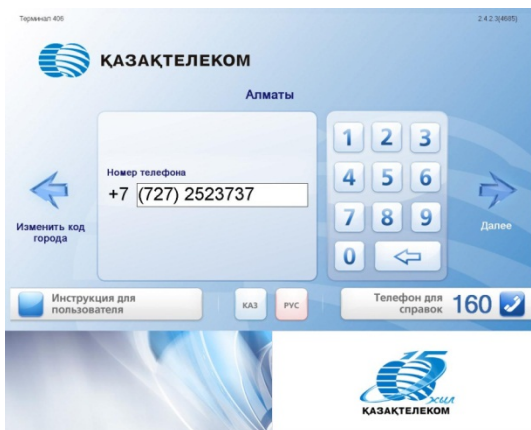 Терминал 406
2.4.2.3(4665)
ҚАЗАҚТЕЛЕКОМ
Алматы
Номер телефона
+7 (727) 2523737
1 2 3
4 5 6
7 8 9
0
Изменить код
города
Далее
Инструкция для
пользователя
КАЗ
РУС
Телефон для
справок
160
15
жыл
ҚАЗАҚТЕЛЕКОМ